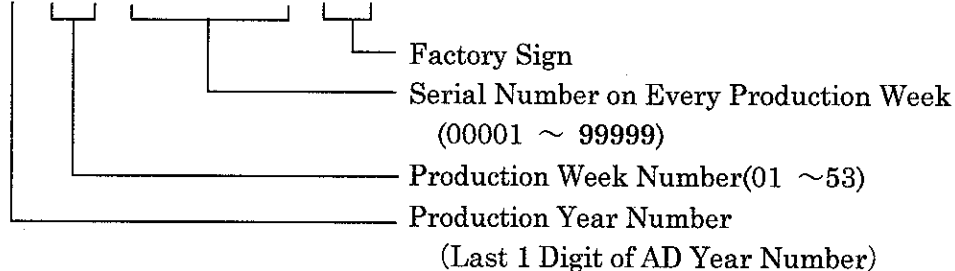 Factory Sign
Serial Number on Every Production Week
(00001 ～ 99999)
Production Week Number(01 ～53)
Production Year Number
(Last 1 Digit of AD Year Number)